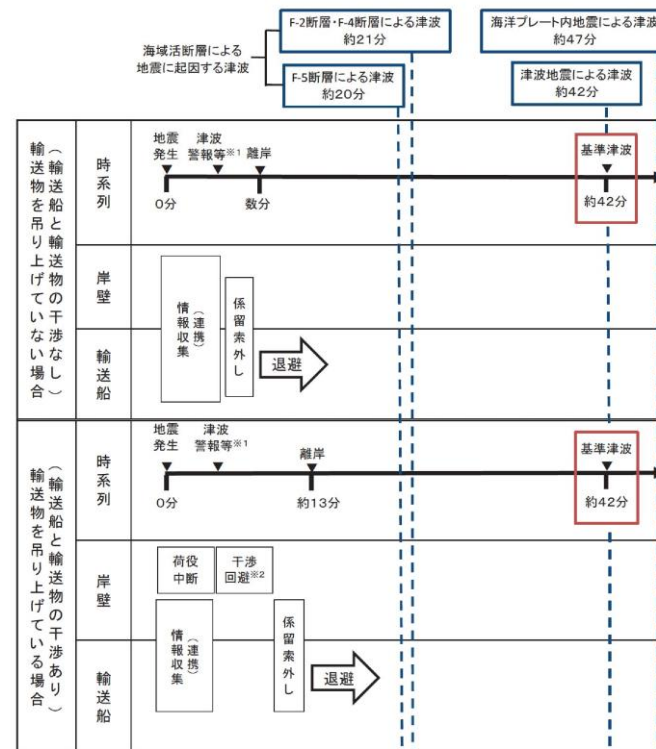 F-2断層・F-4断層による津波
約21分
海洋プレート内地震による津波
約47分
海域活断層による
地震に起因する津波
F-5断層による津波
約20分
津波地震による津波
約42分
輸送物を吊り上げていない場合
（輸送船と輸送物の干渉なし）
時系列
地震
発生
津波
警報等※1
離岸
基準津波
0分
数分
約42分
岸壁
輸送船
情報収集
（連携）
係留索外し
退避
輸送物を吊り上げている場合
（輸送船と輸送物の干渉あり）
時系列
地震
発生
津波
警報等※1
離岸
基準津波
0分
約13分
約42分
岸壁
輸送船
荷役
中断
干渉
回避※2
情報収集
（連携）
係留索外し
退避